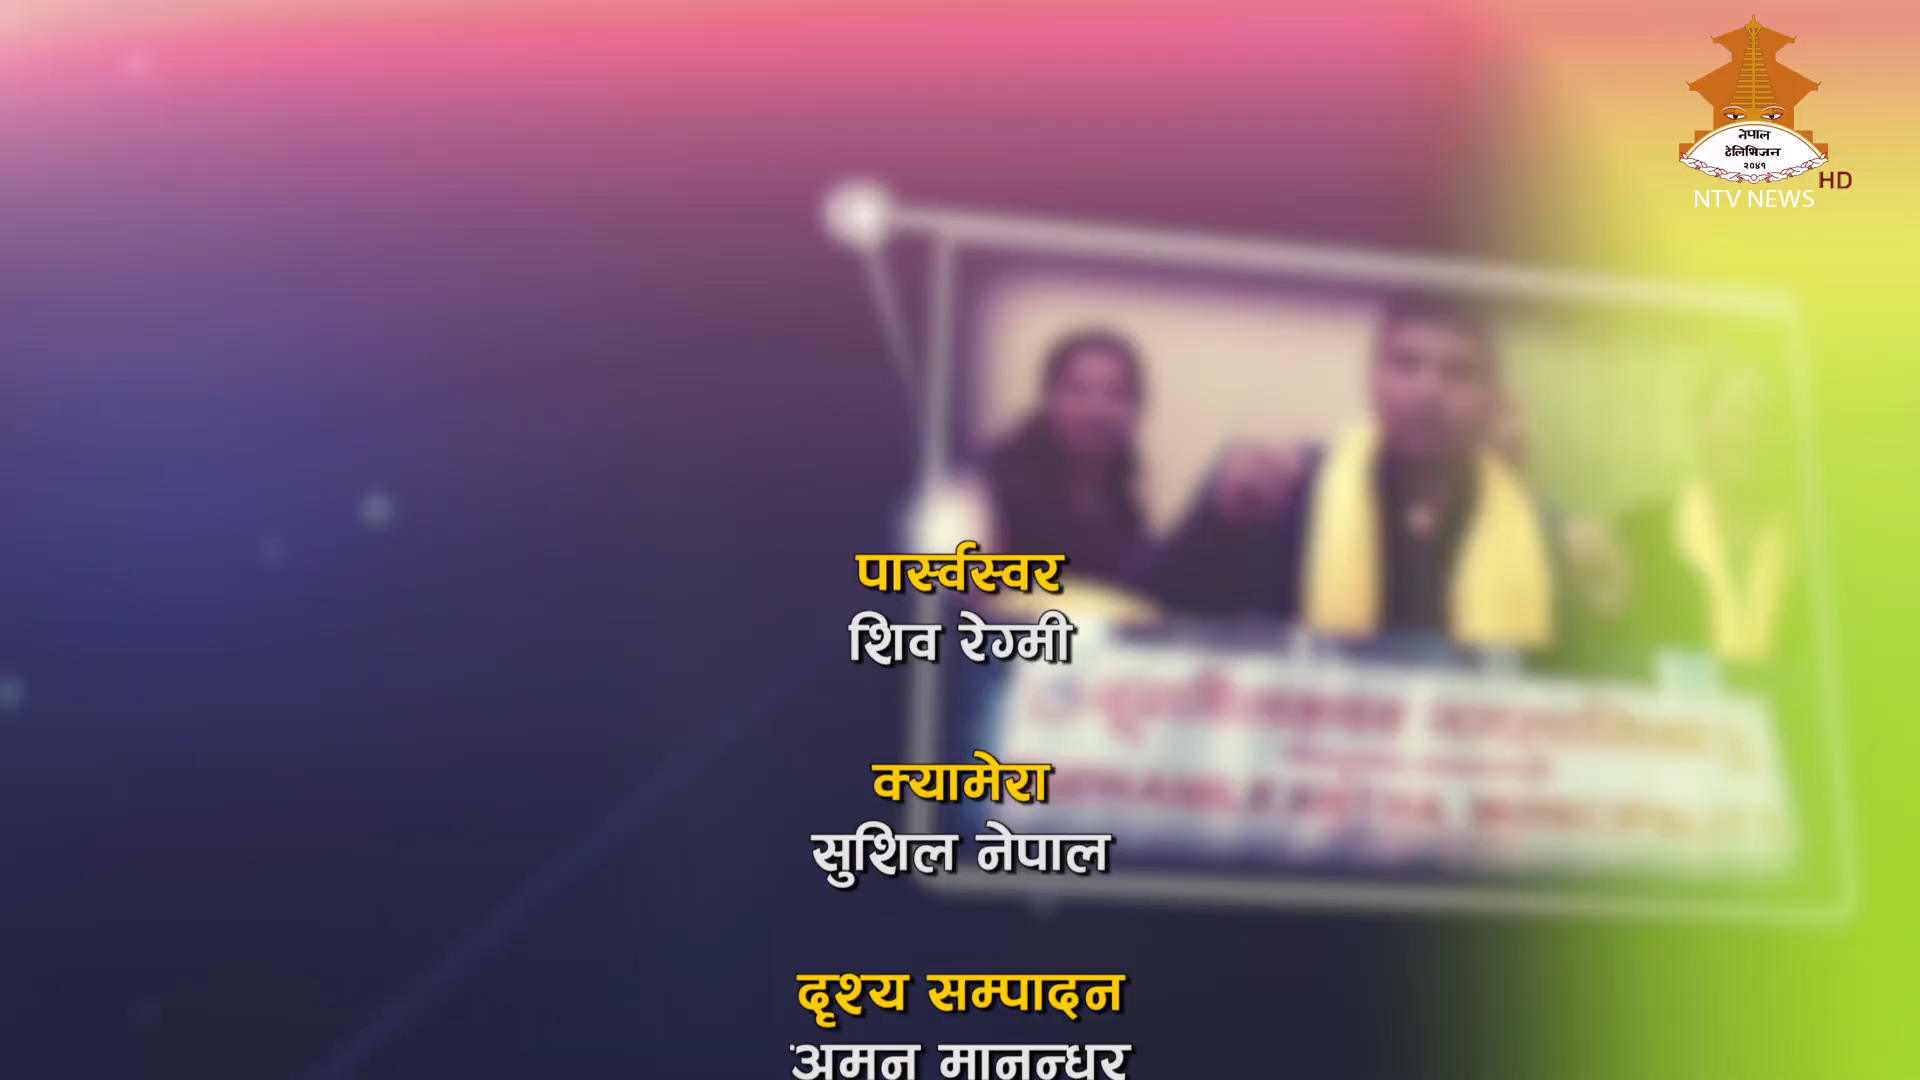 नेपाल
टेलिभिजन
२०४१
HD
NTV NEWS
पार्स्वस्वर
शिव रेग्मी
क्यामेरा
सुशिल नेपाल
दृश्य सम्पादन
अमन मानन्धर